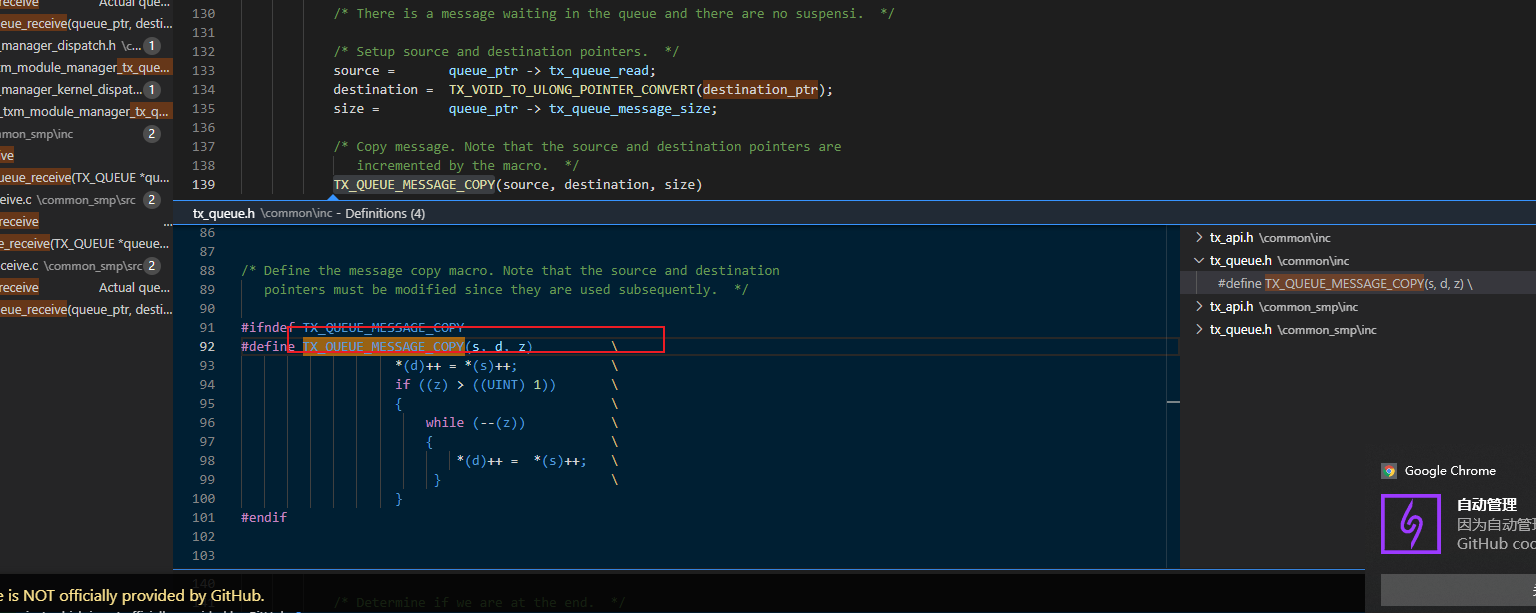 receive
Actual que...
eue_receive(queue_ptr, desti...
_manager_dispatch.h \c... 1
m_module_manager_tx_que...
_manager_kernel_dispat... 1
_txm_module_manager_tx_q...
mon_smp\inc 2
ive
ueue_receive(TX_QUEUE *qu...
eive.c \common_smp\src 2
receive ...
e_receive(TX_QUEUE *queue...
ceive.c \common_smp\src 2
receive Actual que...
eue_receive(queue_ptr, desti...
130 /* There is a message waiting in the queue and there are no suspensi. */
131
132 /* Setup source and destination pointers. */
133 source = queue_ptr -> tx_queue_read;
134 destination = TX_VOID_TO_ULONG_POINTER_CONVERT(destination_ptr);
135 size = queue_ptr -> tx_queue_message_size;
136
137 /* Copy message. Note that the source and destination pointers are
138 incremented by the macro. */
139 TX_QUEUE_MESSAGE_COPY(source, destination, size)
tx_queue.h \common\inc - Definitions (4)
86
87
88 /* Define the message copy macro. Note that the source and destination
89 pointers must be modified since they are used subsequently. */
90
91 #ifndef TX_QUEUE_MESSAGE_COPY
92 #define TX_QUEUE_MESSAGE_COPY(s, d, z) \
93 *(d)++ = *(s)++; \
94 if ((z) > ((UINT) 1)) \
95 { \
96 while (--(z)) \
97 { \
98 *(d)++ = *(s)++; \
99 } \
100 }
101 #endif
102
103
tx_api.h \common\inc
tx_queue.h \common\inc
#define TX_QUEUE_MESSAGE_COPY(s, d, z) \
tx_api.h \common_smp\inc
tx_queue.h \common_smp\inc
Google Chrome
自动管理
因为自动管理
GitHub coo
140
e is NOT officially provided by GitHub.
/* Determine if we are at the end. */